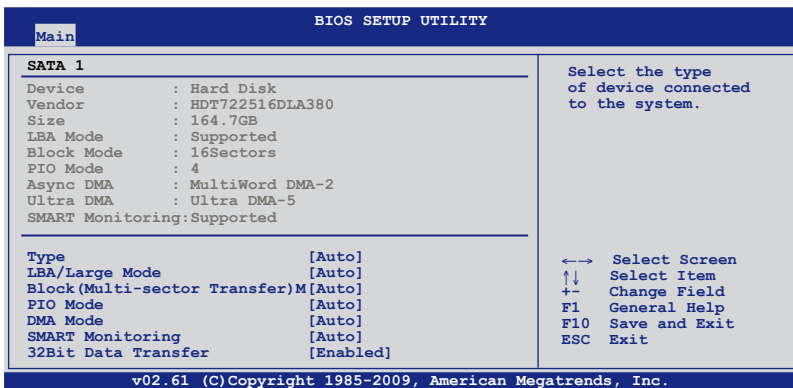 BIOS SETUP UTILITY
Main
SATA 1
Device : Hard Disk
Vendor : HDT722516DLA380
Size : 164.7GB
LBA Mode : Supported
Block Mode : 16Sectors
PIO Mode : 4
Async DMA : MultiWord DMA-2
Ultra DMA : Ultra DMA-5
SMART Monitoring:Supported
Type [Auto]
LBA/Large Mode [Auto]
Block(Multi-sector Transfer)M[Auto]
PIO Mode [Auto]
DMA Mode [Auto]
SMART Monitoring [Auto]
32Bit Data Transfer [Enabled]
Select the type
of device connected
to the system.
←→ Select Screen
↑↓ Select Item
+- Change Field
F1 General Help
F10 Save and Exit
ESC Exit
v02.61 (C)Copyright 1985-2009, American Megatrends, Inc.